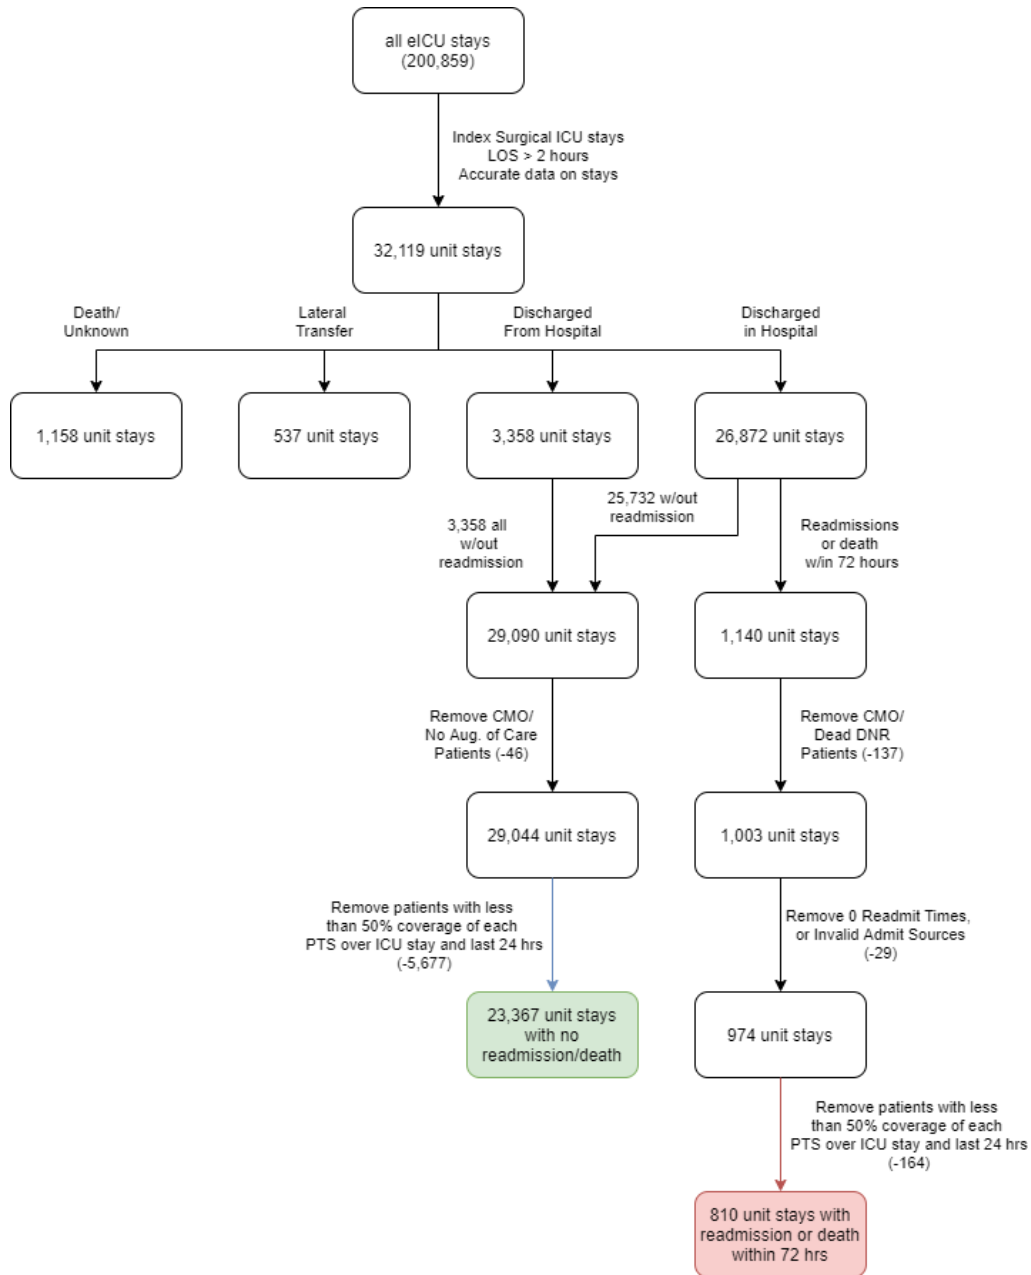 all eICU stays
(200,859)
Index Surgical ICU stays
LOS > 2 hours
Accurate data on stays
32,119 unit stays
Death/
Unknown
Lateral
Transfer
Discharged
From Hospital
Discharged
in Hospital
1,158 unit stays
537 unit stays
3,358 unit stays
26,872 unit stays
3,358 all
w/out
readmission
25,732 w/out
readmission
Readmissions
or death
w/in 72 hours
29,090 unit stays
1,140 unit stays
Remove CMO/
No Aug. of Care
Patients (-46)
Remove CMO/
Dead DNR
Patients (-137)
29,044 unit stays
1,003 unit stays
Remove patients with less
than 50% coverage of each
PTS over ICU stay and last 24 hrs
(-5,677)
Remove 0 Readmit Times,
or Invalid Admit Sources
(-29)
23,367 unit stays
with no
readmission/death
974 unit stays
Remove patients with less
than 50% coverage of each
PTS over ICU stay and last 24 hrs
(-164)
810 unit stays with
readmission or death
within 72 hrs